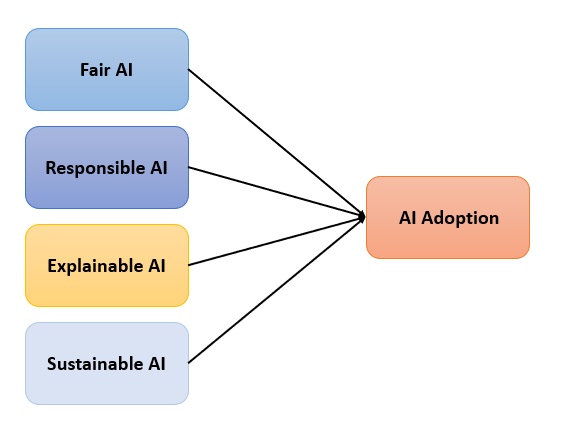 Fair AI
Responsible AI
Explainable AI
Sustainable AI
AI Adoption